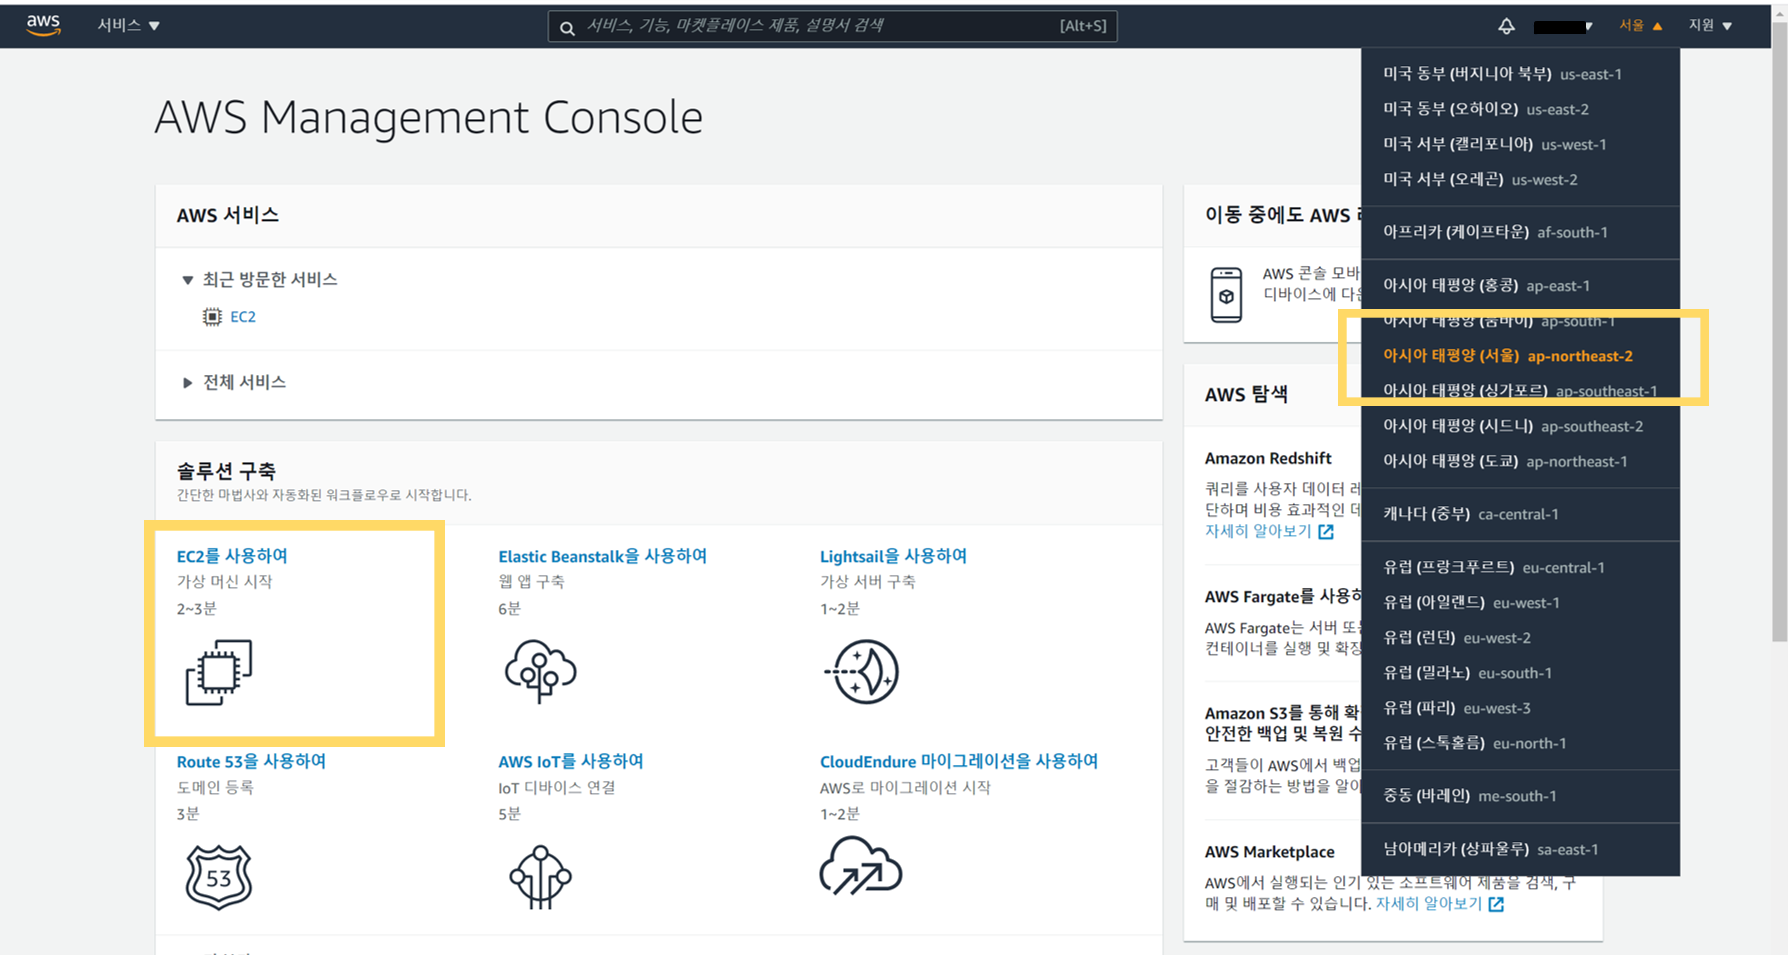 aws 서비스 ▼ 서비스, 기능, 마켓플레이스 제품, 설명서 검색 [Alt+S] 서울 ▲ 지원 ▼
AWS Management Console
AWS 서비스
▼ 최근 방문한 서비스
EC2
▶ 전체 서비스
솔루션 구축
간단한 마법사와 자동화된 워크플로우로 시작합니다.
EC2를 사용하여
가상 머신 시작
2~3분
Elastic Beanstalk을 사용하여
웹 앱 구축
6분
Lightsail을 사용하여
가상 서버 구축
1~2분
Route 53을 사용하여
도메인 등록
3분
53
AWS IoT를 사용하여
IoT 디바이스 연결
5분
CloudEndure 마이그레이션을 사용하여
AWS로 마이그레이션 시작
1~2분
이동 중에도 AWS
AWS 콘솔 모바
디바이스에 다
AWS 탐색
Amazon Redshift
쿼리를 사용자 데이터
단하며 비용 효과적인
자세히 알아보기
AWS Fargate를 사용하
AWS Fargate는 서버 또는
컨테이너를 실행 및 확장
Amazon S3를 통해 확
안전한 백업 및 복원 수
고객들이 AWS에서 백업
을 절감하는 방법을 알아
AWS Marketplace
AWS에서 실행되는 인기 있는 소프트웨어 제품을 검색, 구
매 및 배포할 수 있습니다. 자세히 알아보기
미국 동부 (버지니아 북부) us-east-1
미국 동부 (오하이오) us-east-2
미국 서부 (캘리포니아) us-west-1
미국 서부 (오레곤) us-west-2
아프리카 (케이프타운) af-south-1
아시아 태평양 (홍콩) ap-east-1
아시아 태평양 (뭄바이) ap-south-1
아시아 태평양 (서울) ap-northeast-2
아시아 태평양 (싱가포르) ap-southeast-1
아시아 태평양 (시드니) ap-southeast-2
아시아 태평양 (도쿄) ap-northeast-1
캐나다 (중부) ca-central-1
유럽 (프랑크푸르트) eu-central-1
유럽 (아일랜드) eu-west-1
유럽 (런던) eu-west-2
유럽 (밀라노) eu-south-1
유럽 (파리) eu-west-3
유럽 (스톡홀름) eu-north-1
중동 (바레인) me-south-1
남아메리카 (상파울루) sa-east-1